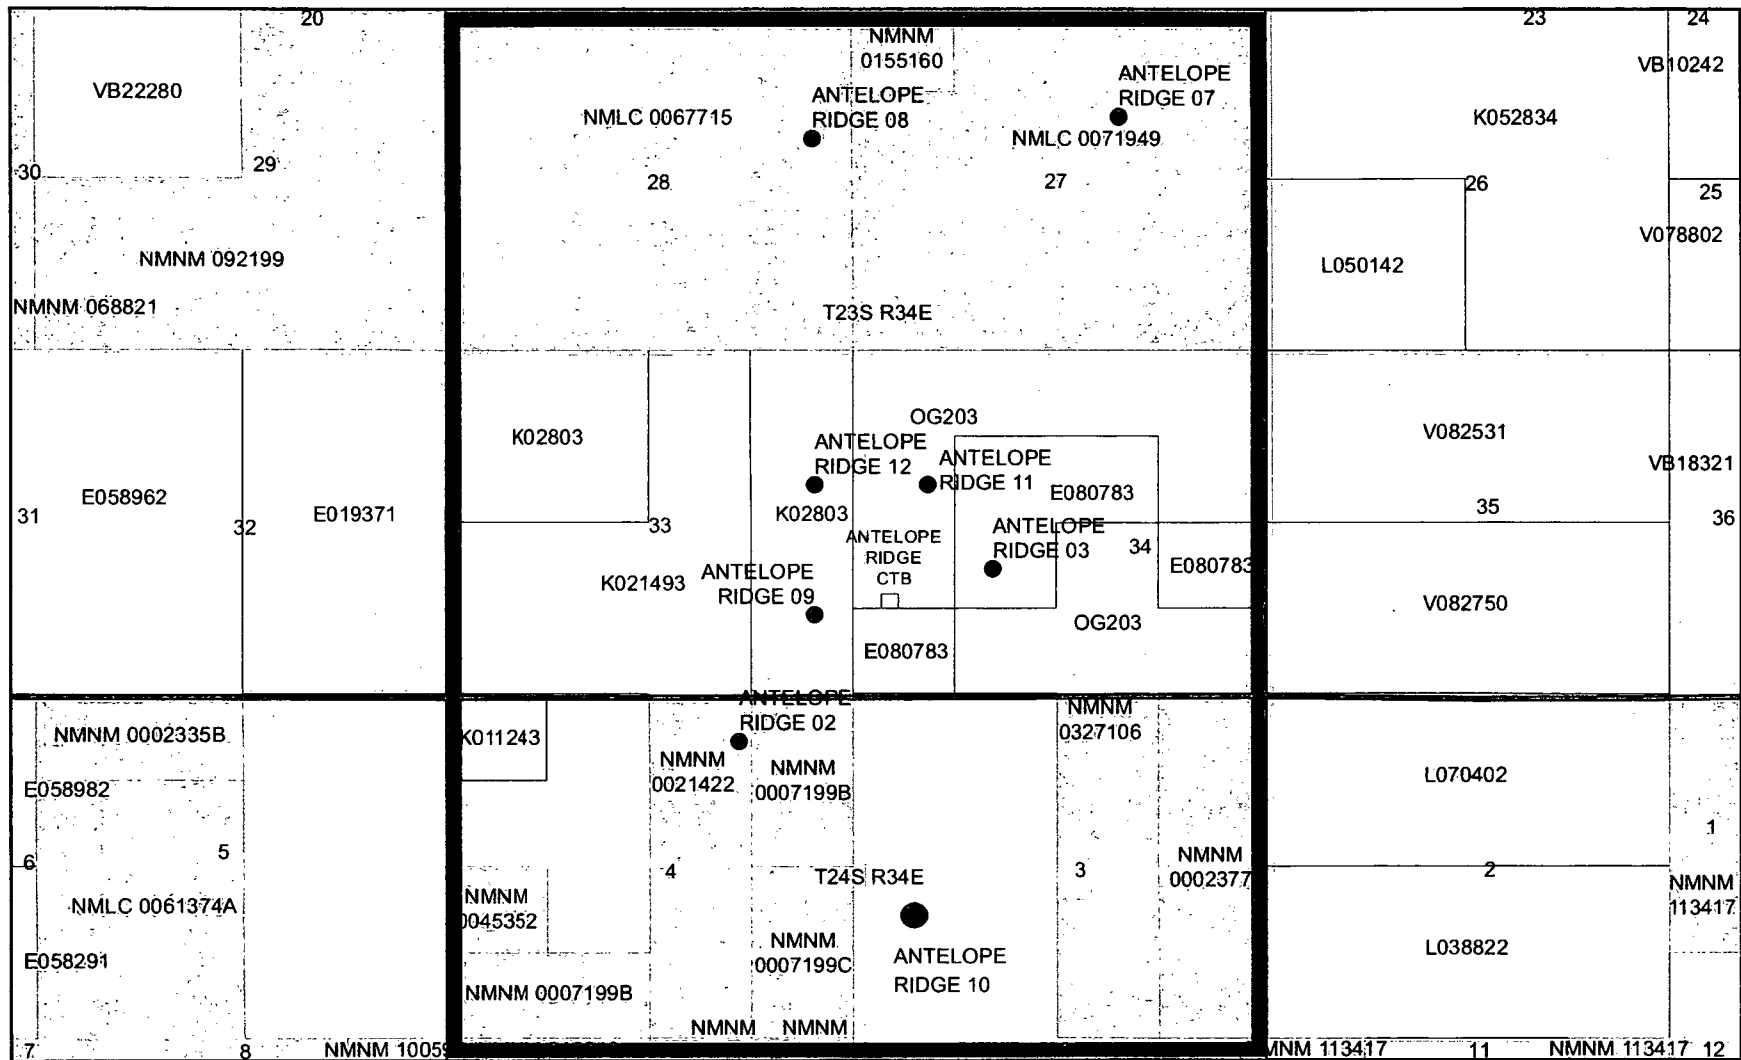 20
23
24
NMNM
0155160
VB10242
ANTELOPE
RIDGE 07
VB22280
ANTELOPE
RIDGE 08
NMLC 0067715
K052834
NMLC 0071949
30
29
28
27
26
25
V078802
NMNM 092199
L050142
NMNM 068821
T23S R34E
OG203
K02803
V082531
ANTELOPE
RIDGE 12
ANTELOPE
RIDGE 11
VB18321
E080783
E058962
E019371
K02803
31
32
33
35
36
ANTELOPE
RIDGE
CTB
ANTELOPE
RIDGE 03
34
E080783
K021493
ANTELOPE
RIDGE 09
V082750
OG203
E080783
ANTELOPE
RIDGE 02
NMNM
0327106
NMNM 0002335B
K011243
NMNM
0021422
NMNM
0007199B
L070402
E058982
1
5
6
4
T24S R34E
3
NMNM
0002377
2
NMNM
113417
NMLC 0061374A
NMNM
0045352
NMNM
0007199C
ANTELOPE
RIDGE 10
L038822
E058291
NMNM 0007199B
NMNM
NMNM
7
8
NMNM 1005
MNM 113417
11
NMNM 113417
12